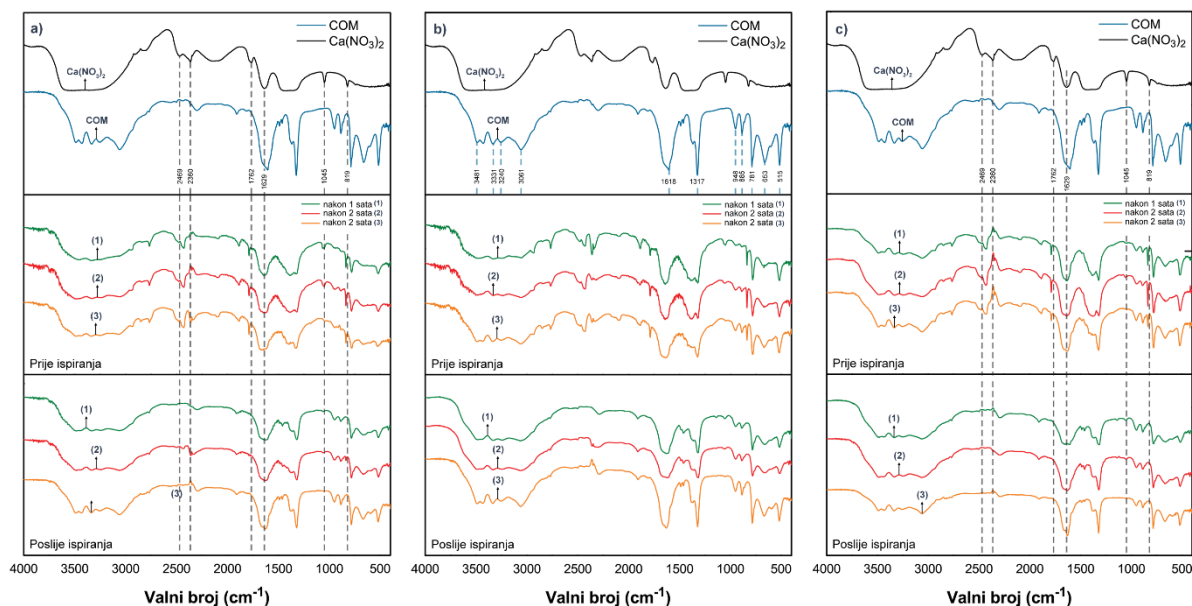 a)
COM
Ca(NO3)2
Ca(NO3)2
COM
2469
2360
1762
1629
1045
819
nakon 1 sata (1)
nakon 2 sata (2)
nakon 2 sata (3)
(1)
(2)
(3)
Prije ispiranja
(1)
(2)
(3)
Poslije ispiranja
4000 3500 3000 2500 2000 1500 1000 500
Valni broj (cm-1)
b)
COM
Ca(NO3)2
Ca(NO3)2
COM
3481
3331
3240
3061
1618
1317
948
885
781
663
515
nakon 1 sata (1)
nakon 2 sata (2)
nakon 2 sata (3)
(1)
(2)
(3)
Prije ispiranja
(1)
(2)
(3)
Poslije ispiranja
4000 3500 3000 2500 2000 1500 1000 500
Valni broj (cm-1)
c)
COM
Ca(NO3)2
Ca(NO3)2
COM
2469
2360
1762
1629
1045
819
nakon 1 sata (1)
nakon 2 sata (2)
nakon 2 sata (3)
(1)
(2)
(3)
Prije ispiranja
(1)
(2)
(3)
Poslije ispiranja
4000 3500 3000 2500 2000 1500 1000 500
Valni broj (cm-1)